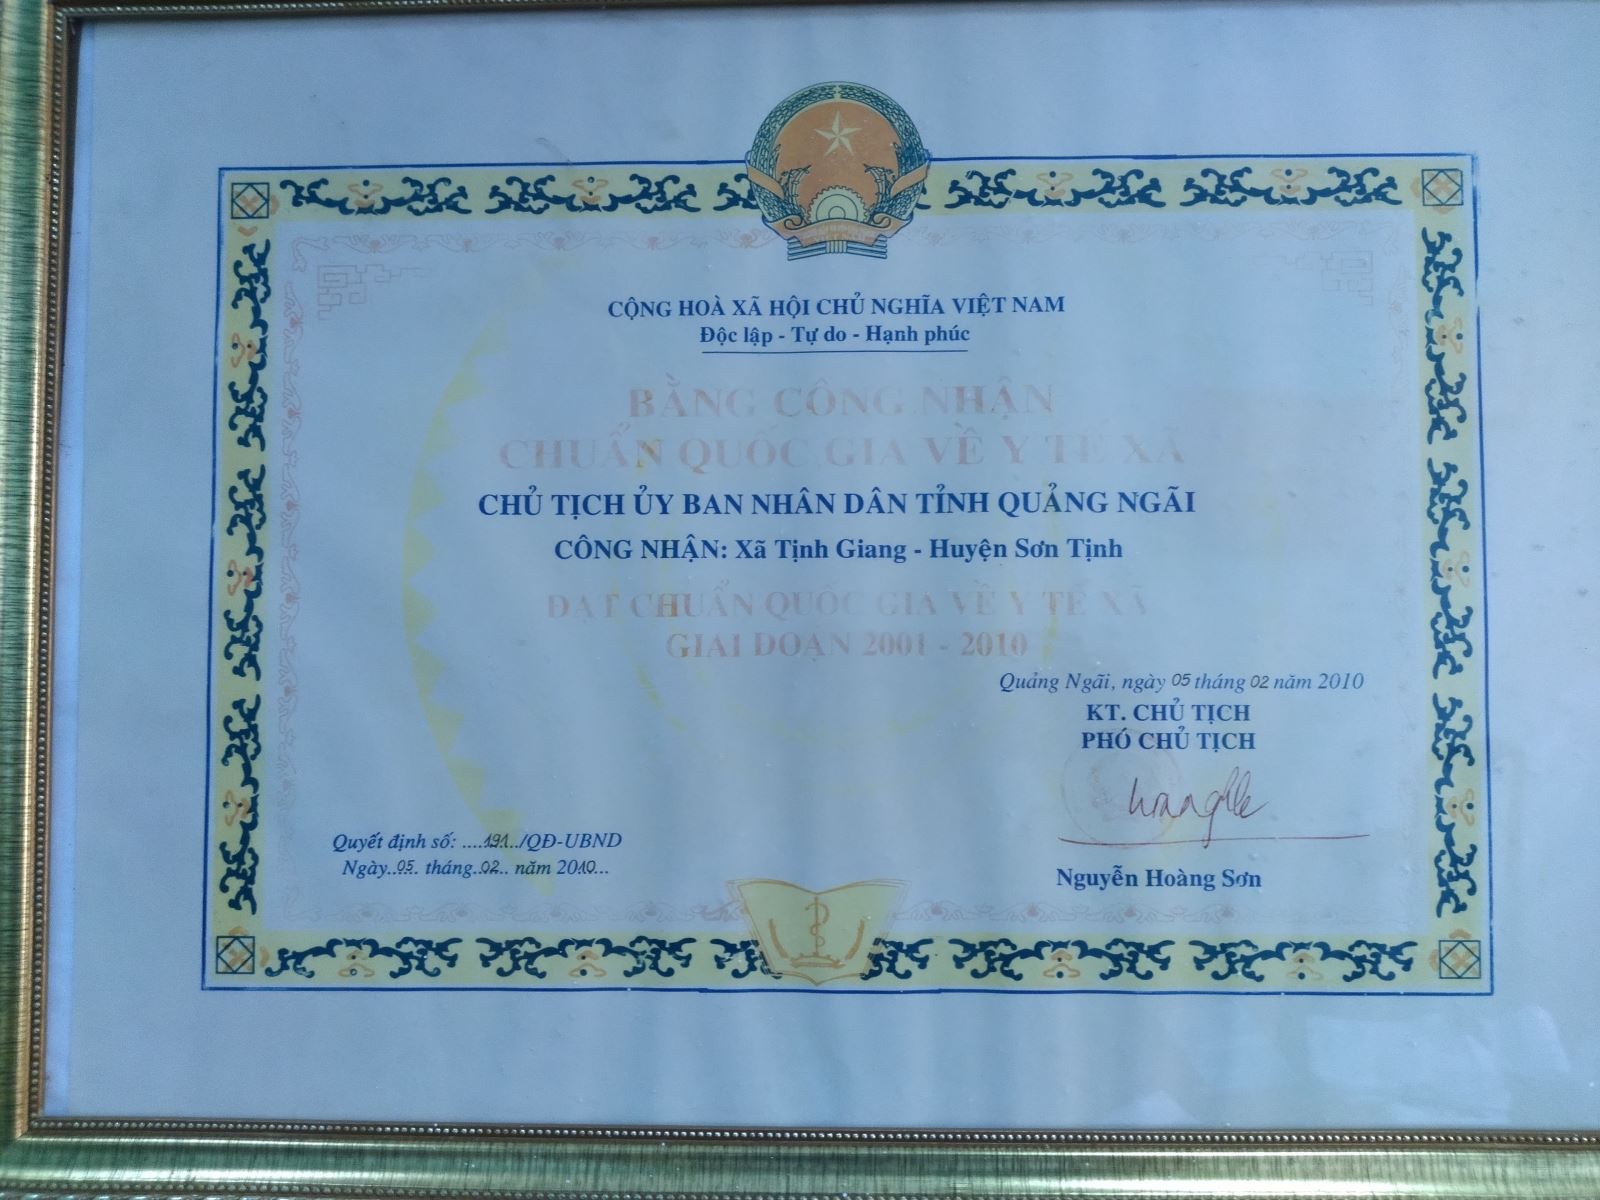 CỘNG HOÀ XÃ HỘI CHỦ NGHĨA VIỆT NAM
Độc lập - Tự do - Hạnh phúc
BẰNG CÔNG NHẬN
CHUẨN QUỐC GIA VỀ Y TẾ XÃ
CHỦ TỊCH ỦY BAN NHÂN DÂN TỈNH QUẢNG NGÃI
CÔNG NHẬN: Xã Tịnh Giang - Huyện Sơn Tịnh
ĐẠT CHUẨN QUỐC GIA VỀ Y TẾ XÃ
GIAI ĐOẠN 2001 - 2010
Quảng Ngãi, ngày 05 tháng 02 năm 2010
KT. CHỦ TỊCH
PHÓ CHỦ TỊCH
Quyết định số: ....191../QĐ-UBND
Ngày..05. tháng..02.. năm 2010...
Nguyễn Hoàng Sơn